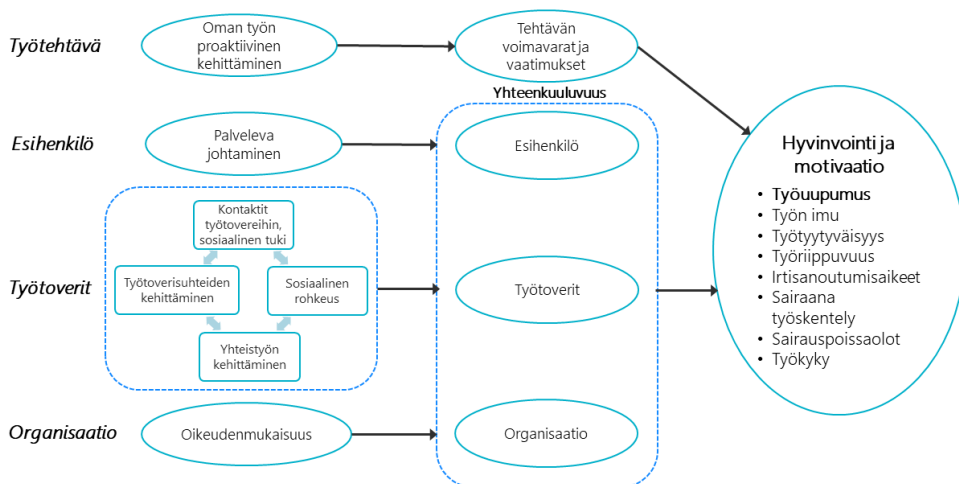 Työtehtävä
Oman työn
proaktiivinen
kehittäminen
Tehtävän
voimavarat ja
vaatimukset
Yhteenkuuluvuus
Esihenkilö
Palveleva
johtaminen
Esihenkilö
Työtoverit
Kontaktit
työtovereihin,
sosiaalinen tuki
Työtoverisuhteiden
kehittäminen
Sosiaalinen
rohkeus
Yhteistyön
kehittäminen
Työtoverit
Organisaatio
Oikeudenmukaisuus
Organisaatio
Hyvinvointi ja
motivaatio
• Työuupumus
• Työn imu
• Työtyytyväisyys
• Työriippuvuus
• Irtisanoutumisaikeet
• Sairaana
työskentely
• Sairauspoissaolot
• Työkyky